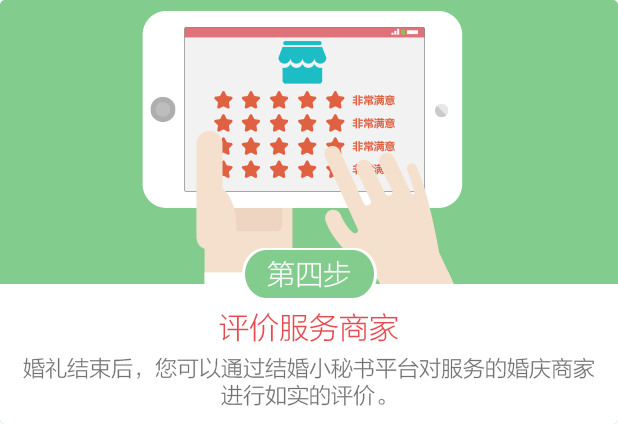 非常满意
非常满意
非常满意
非常满意
第四步
评价服务商家
婚礼结束后，您可以通过结婚小秘书平台对服务的婚庆商家
进行如实的评价。